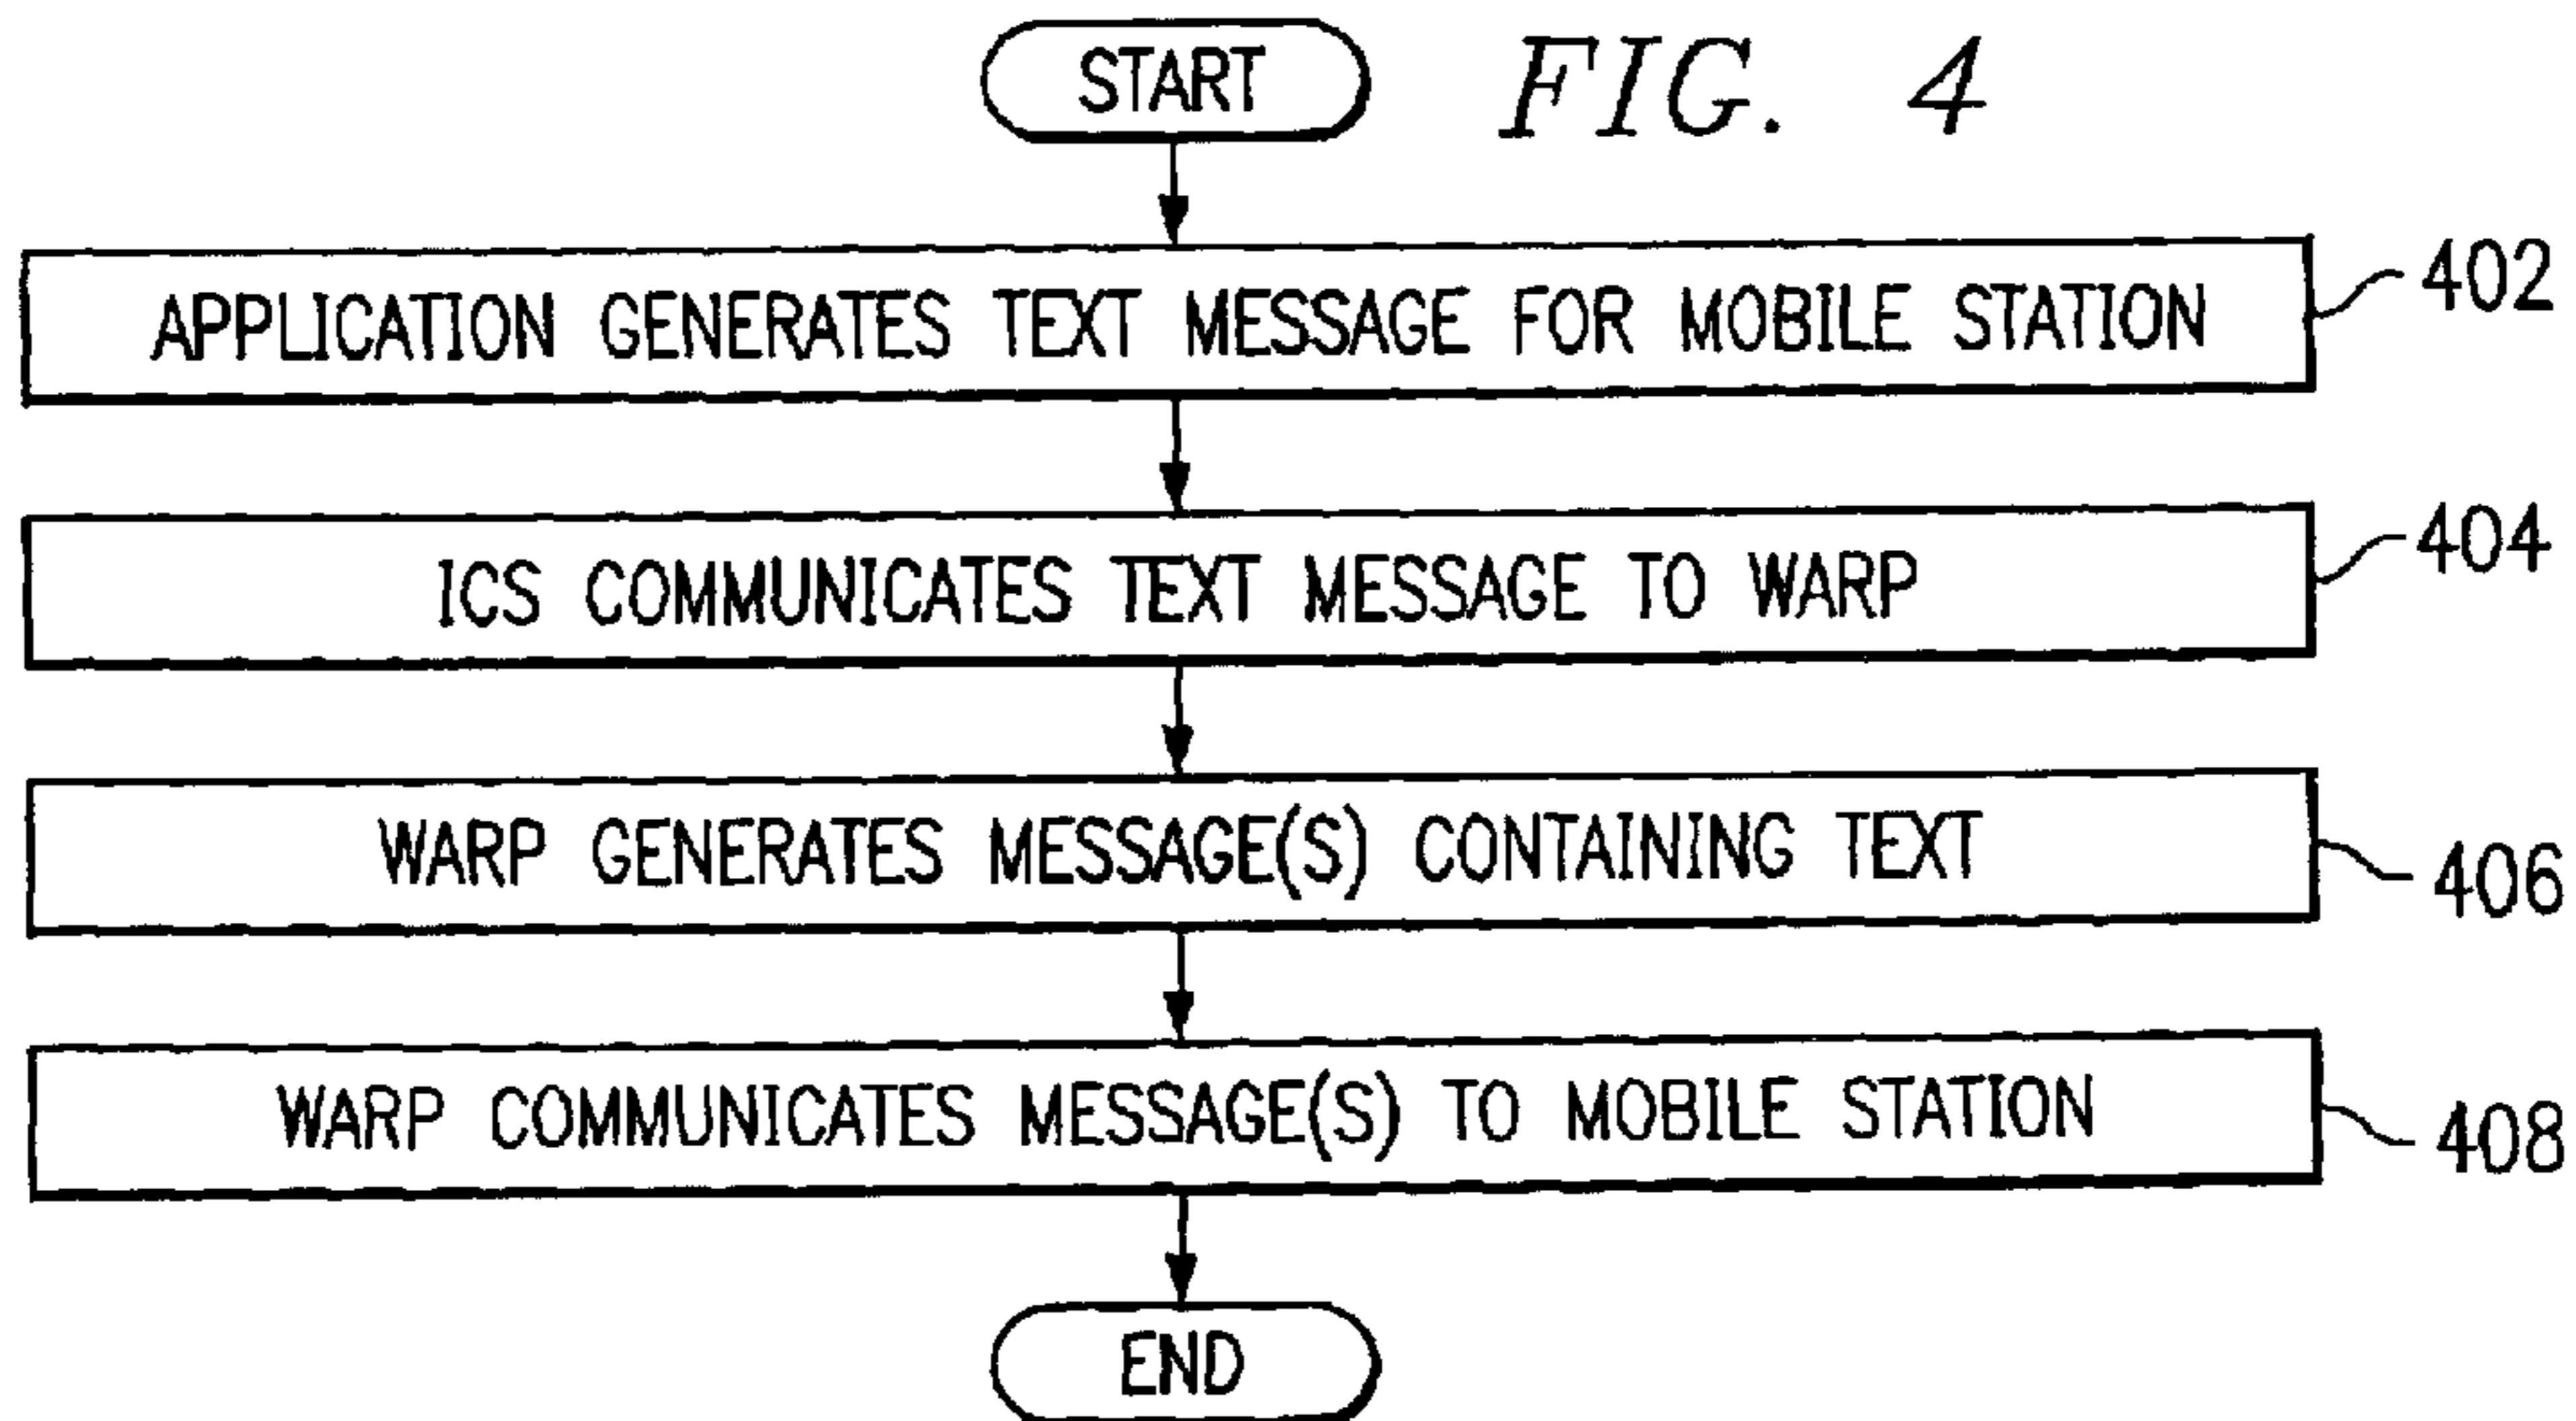 START
FIG. 4
APPLICATION GENERATES TEXT MESSAGE FOR MOBILE STATION
402
ICS COMMUNICATES TEXT MESSAGE TO WARP
404
WARP GENERATES MESSAGE(S) CONTAINING TEXT
406
WARP COMMUNICATES MESSAGE(S) TO MOBILE STATION
408
END